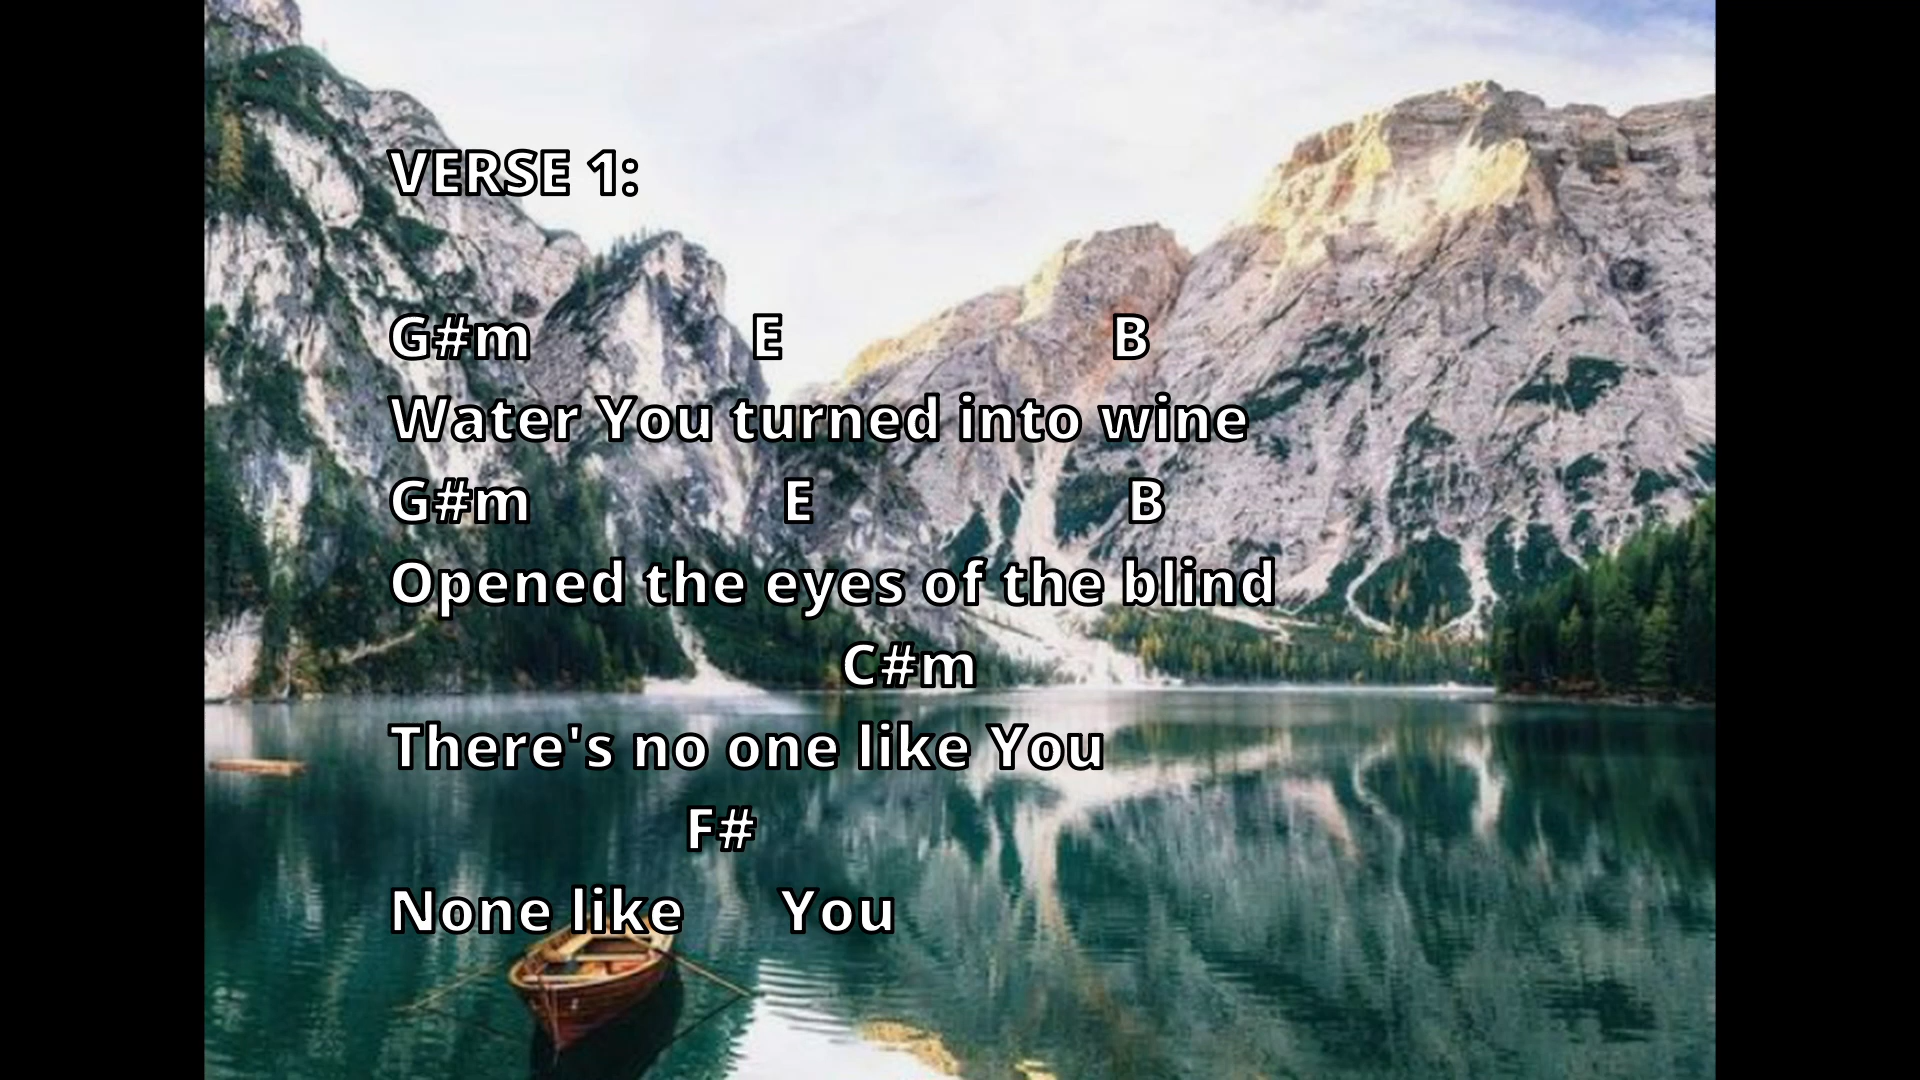 VERSE 1:
G#m E B
Water You turned into wine
G#m E B
Opened the eyes of the blind
C#m
There's no one like You
F#
None like You